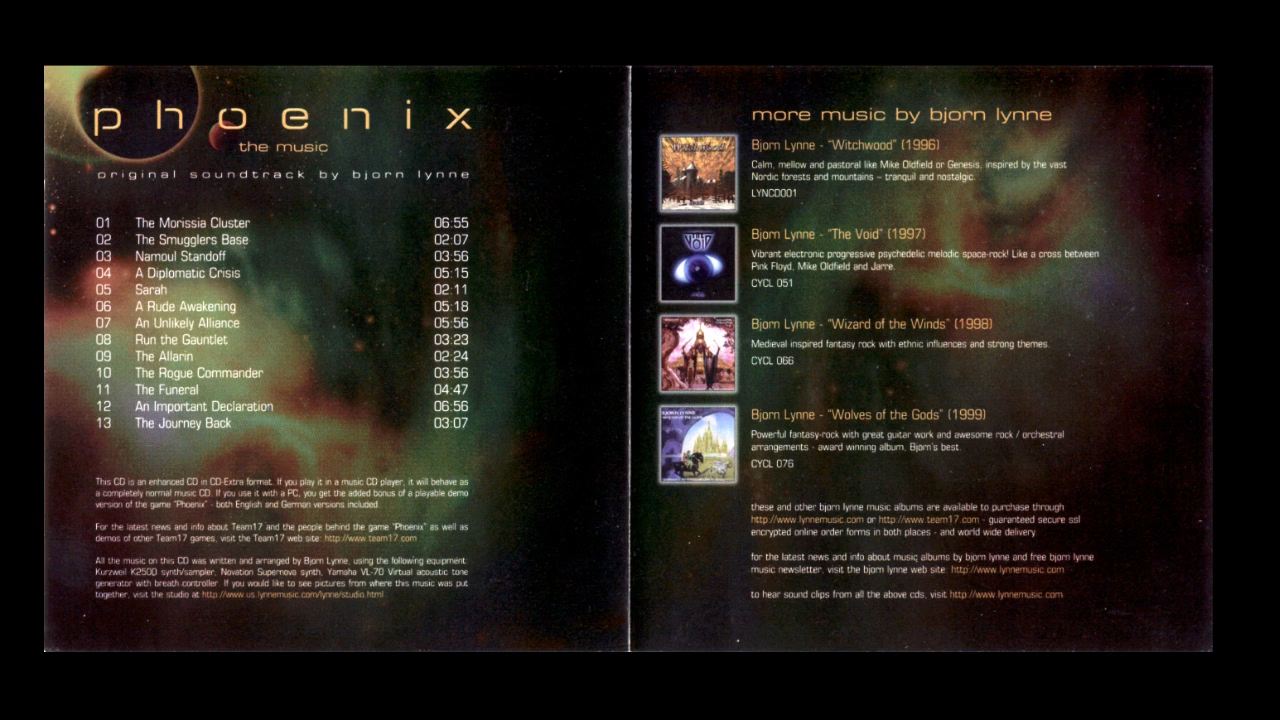 phoenix
the music
original soundtrack by bjorn lynne
01 The Morissia Cluster 06:55
02 The Smugglers Base 02:07
03 Namoul Standoff 03:56
04 A Diplomatic Crisis 05:15
05 Sarah 02:11
06 A Rude Awakening 05:18
07 An Unlikely Alliance 05:56
08 Run the Gauntlet 03:23
09 The Allarin 02:24
10 The Rogue Commander 03:56
11 The Funeral 04:47
12 An Important Declaration 06:56
13 The Journey Back 03:07
This CD is an enhanced CD in CD-Extra format. If you play it in a music CD player, it will behave as
a completely normal music CD. If you use it with a PC, you get the added bonus of a playable demo
version of the game "Phoenix" - both English and German versions included.
For the latest news and info about Team17 and the people behind the game "Phoenix" as well as
demos of other Team17 games, visit the Team17 web site: http://www.team17.com
All the music on this CD was written and arranged by Bjorn Lynne, using the following equipment:
Kurzweil K2500 synth/sampler, Novation Supernova synth, Yamaha VL-70 Virtual acoustic tone
generator with breath controller. If you would like to see pictures from where this music was put
together, visit the studio at http://www.us.lynnemusic.com/lynne/studio.html
more music by bjorn lynne
Bjorn Lynne - "Witchwood" (1996)
Calm, mellow and pastoral like Mike Oldfield or Genesis, inspired by the vast
Nordic forests and mountains – tranquil and nostalgic.
LYNCD001
VOID
Bjorn Lynne - "The Void" (1997)
Vibrant electronic progressive psychedelic melodic space-rock! Like a cross between
Pink Floyd, Mike Oldfield and Jarre.
CYCL 051
Bjorn Lynne - "Wizard of the Winds" (1998)
Medieval inspired fantasy rock with ethnic influences and strong themes.
CYCL 066
Bjorn Lynne - "Wolves of the Gods" (1999)
Powerful fantasy-rock with great guitar work and awesome rock / orchestral
arrangements - award winning album, Bjorn's best.
CYCL 076
these and other bjorn lynne music albums are available to purchase through
http://www.lynnemusic.com or http://www.team17.com - guaranteed secure ssl
encrypted online order forms in both places - and world wide delivery
for the latest news and info about music albums by bjorn lynne and free bjorn lynne
music newsletter, visit the bjorn lynne web site: http://www.lynnemusic.com
to hear sound clips from all the above cds, visit http://www.lynnemusic.com